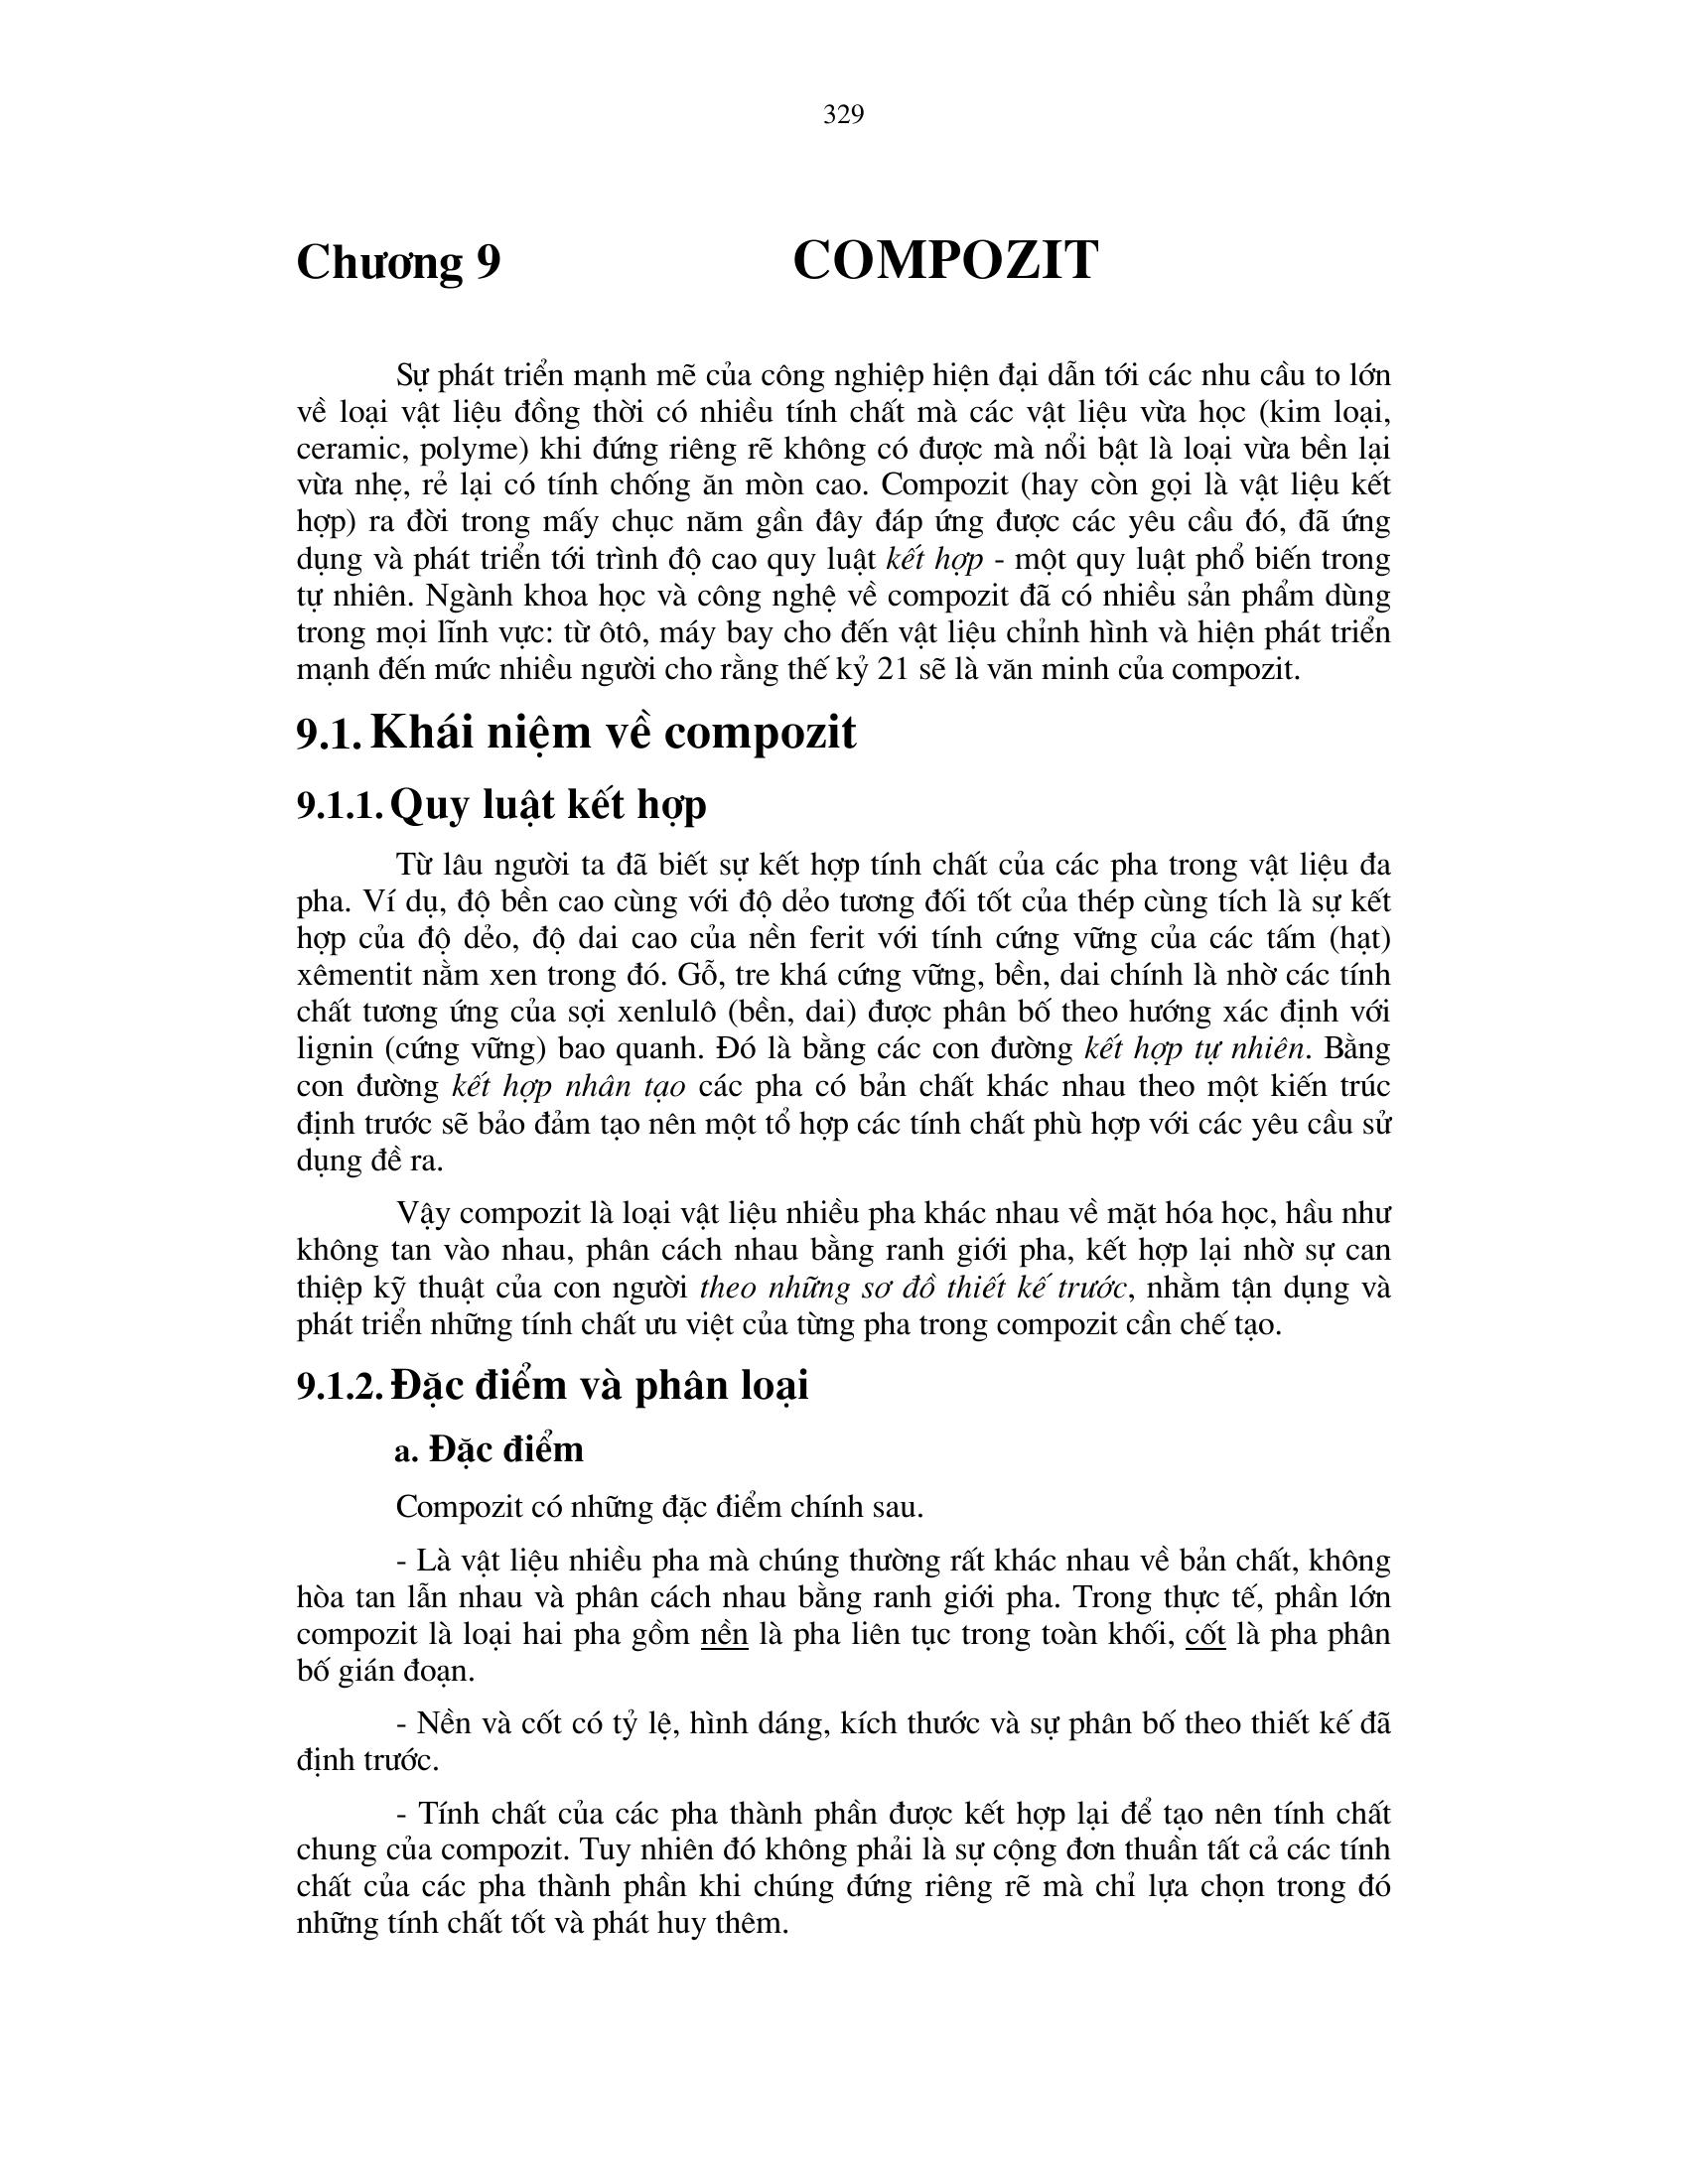 329
Chương 9 COMPOZIT
Sự phát triển mạnh mẽ của công nghiệp hiện đại dẫn tới các nhu cầu to lớn
về loại vật liệu đồng thời có nhiều tính chất mà các vật liệu vừa học (kim loại,
ceramic, polyme) khi đứng riêng rẽ không có được mà nổi bật là loại vừa bền lại
vừa nhẹ, rẻ lại có tính chống ăn mòn cao. Compozit (hay còn gọi là vật liệu kết
hợp) ra đời trong mấy chục năm gần đây đáp ứng được các yêu cầu đó, đã ứng
dụng và phát triển tới trình độ cao quy luật kết hợp - một quy luật phổ biến trong
tự nhiên. Ngành khoa học và công nghệ về compozit đã có nhiều sản phẩm dùng
trong mọi lĩnh vực: từ ôtô, máy bay cho đến vật liệu chỉnh hình và hiện phát triển
mạnh đến mức nhiều người cho rằng thế kỷ 21 sẽ là văn minh của compozit.
9.1. Khái niệm về compozit
9.1.1. Quy luật kết hợp
Từ lâu người ta đã biết sự kết hợp tính chất của các pha trong vật liệu đa
pha. Ví dụ, độ bền cao cùng với độ dẻo tương đối tốt của thép cùng tích là sự kết
hợp của độ dẻo, độ dai cao của nền ferit với tính cứng vững của các tấm (hạt)
xêmentit nằm xen trong đó. Gỗ, tre khá cứng vững, bền, dai chính là nhờ các tính
chất tương ứng của sợi xenlulô (bền, dai) được phân bố theo hướng xác định với
lignin (cứng vững) bao quanh. Đó là bằng các con đường kết hợp tự nhiên. Bằng
con đường kết hợp nhân tạo các pha có bản chất khác nhau theo một kiến trúc
định trước sẽ bảo đảm tạo nên một tổ hợp các tính chất phù hợp với các yêu cầu sử
dụng đề ra.
Vậy compozit là loại vật liệu nhiều pha khác nhau về mặt hóa học, hầu như
không tan vào nhau, phân cách nhau bằng ranh giới pha, kết hợp lại nhờ sự can
thiệp kỹ thuật của con người theo những sơ đồ thiết kế trước, nhằm tận dụng và
phát triển những tính chất ưu việt của từng pha trong compozit cần chế tạo.
9.1.2. Đặc điểm và phân loại
a. Đặc điểm
Compozit có những đặc điểm chính sau.
- Là vật liệu nhiều pha mà chúng thường rất khác nhau về bản chất, không
hòa tan lẫn nhau và phân cách nhau bằng ranh giới pha. Trong thực tế, phần lớn
compozit là loại hai pha gồm nền là pha liên tục trong toàn khối, cốt là pha phân
bố gián đoạn.
- Nền và cốt có tỷ lệ, hình dáng, kích thước và sự phân bố theo thiết kế đã
định trước.
- Tính chất của các pha thành phần được kết hợp lại để tạo nên tính chất
chung của compozit. Tuy nhiên đó không phải là sự cộng đơn thuần tất cả các tính
chất của các pha thành phần khi chúng đứng riêng rẽ mà chỉ lựa chọn trong đó
những tính chất tốt và phát huy thêm.